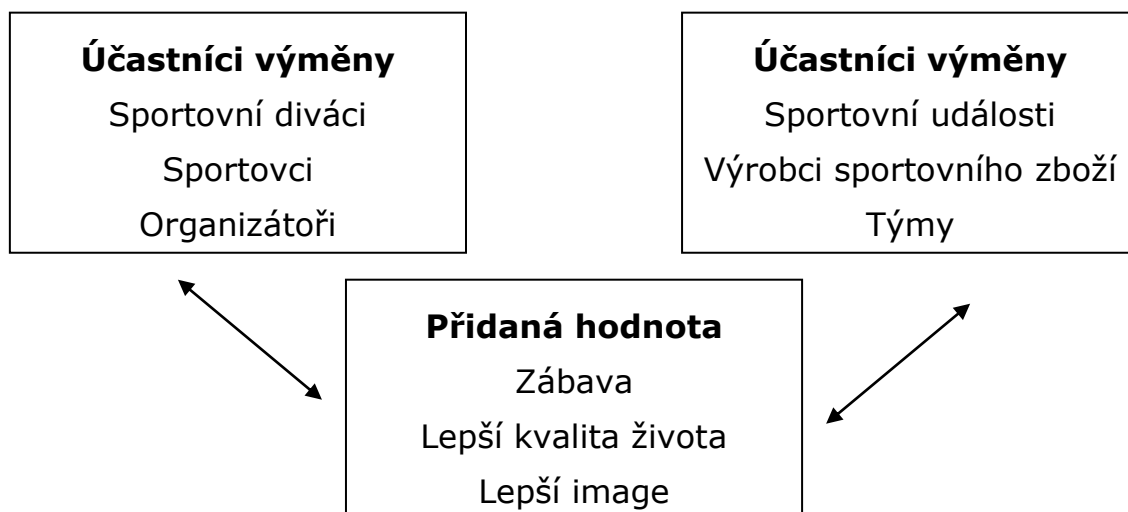 Účastníci výměny
Sportovní diváci
Sportovci
Organizátoři
Účastníci výměny
Sportovní události
Výrobci sportovního zboží
Týmy
Přidaná hodnota
Zábava
Lepší kvalita života
Lepší image